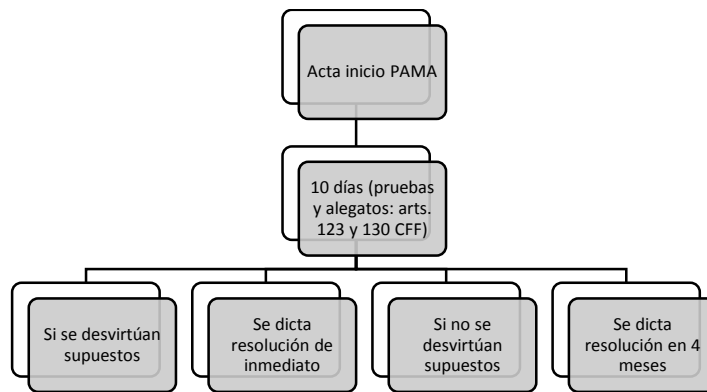 Acta inicio PAMA
10 días (pruebas
y alegatos: arts.
123 y 130 CFF)
Si se desvirtúan
supuestos
Se dicta
resolución de
inmediato
Si no se
desvirtúan
supuestos
Se dicta
resolución en 4
meses